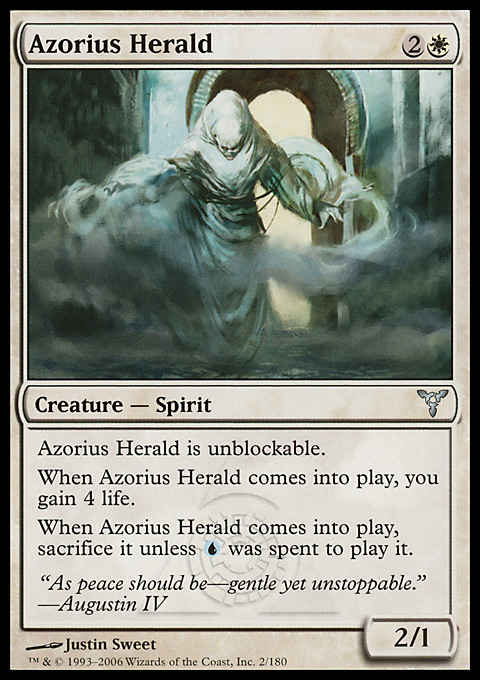 Azorius Herald 2
Creature — Spirit
Azorius Herald is unblockable.
When Azorius Herald comes into play, you
gain 4 life.
When Azorius Herald comes into play,
sacrifice it unless was spent to play it.
“As peace should be—gentle yet unstoppable.”
—Augustin IV
2/1
Justin Sweet
™ & © 1993–2006 Wizards of the Coast, Inc. 2/180